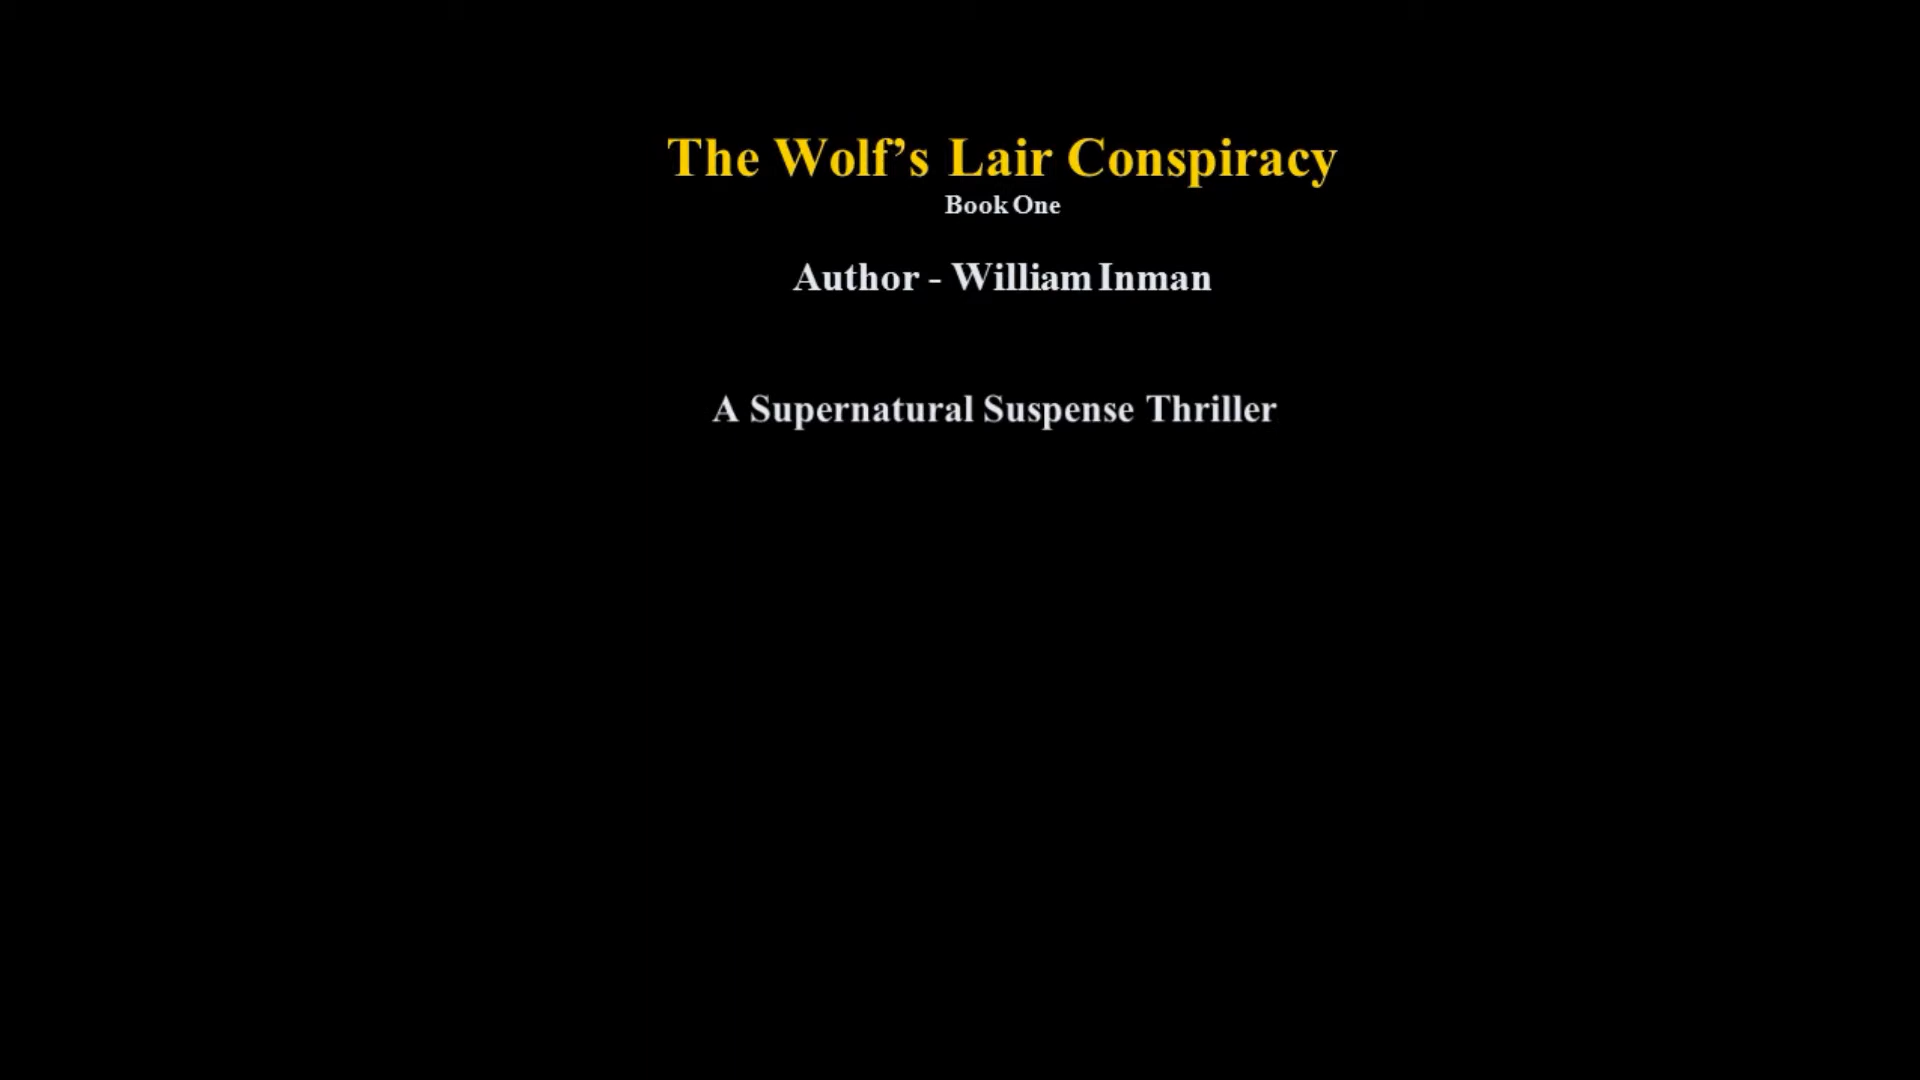 The Wolf’s Lair Conspiracy
Book One
Author - William Inman
A Supernatural Suspense Thriller